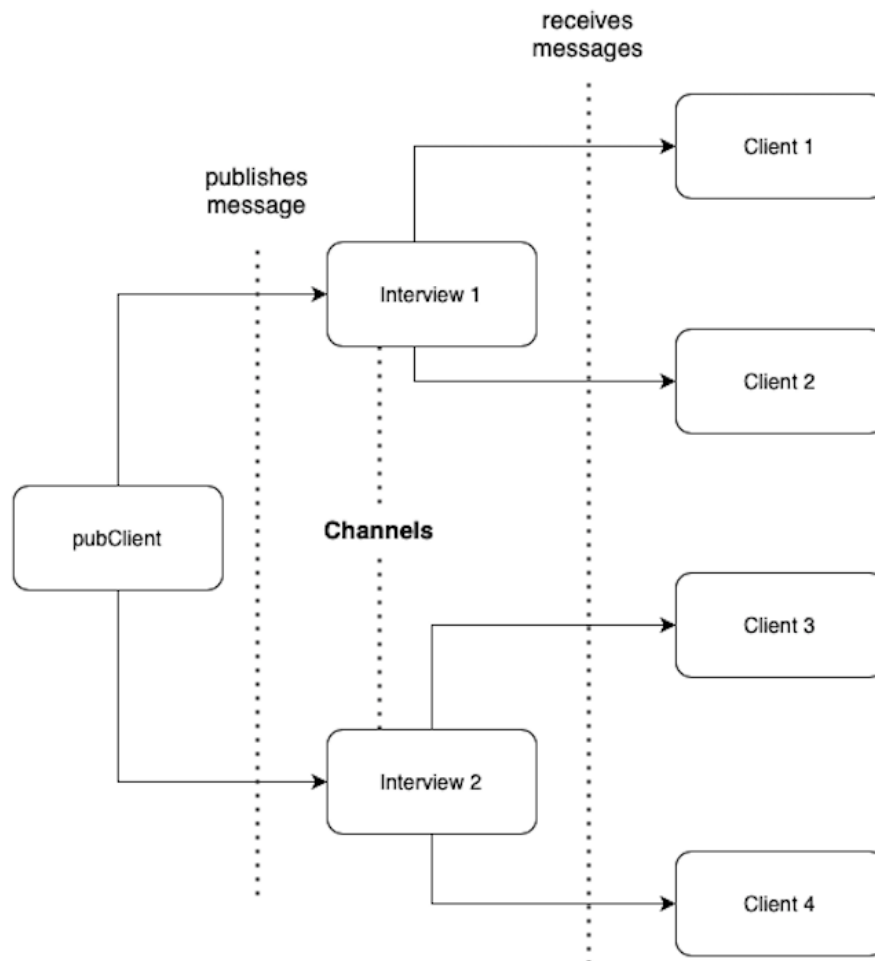 receives
messages
Client 1
publishes
message
Interview 1
Client 2
pubClient
Channels
Client 3
Interview 2
Client 4